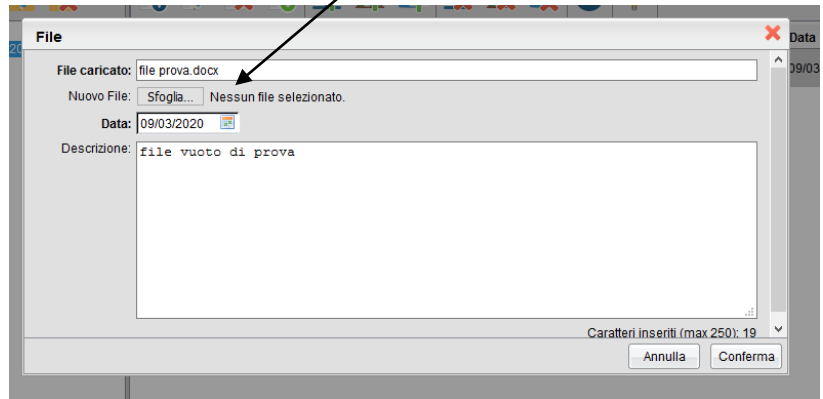 File
Data
20
09/03
File caricato: file prova.docx
Nuovo File: Sfoglia... Nessun file selezionato.
Data: 09/03/2020
Descrizione: file vuoto di prova
Caratteri inseriti (max 250): 19
Annulla Conferma